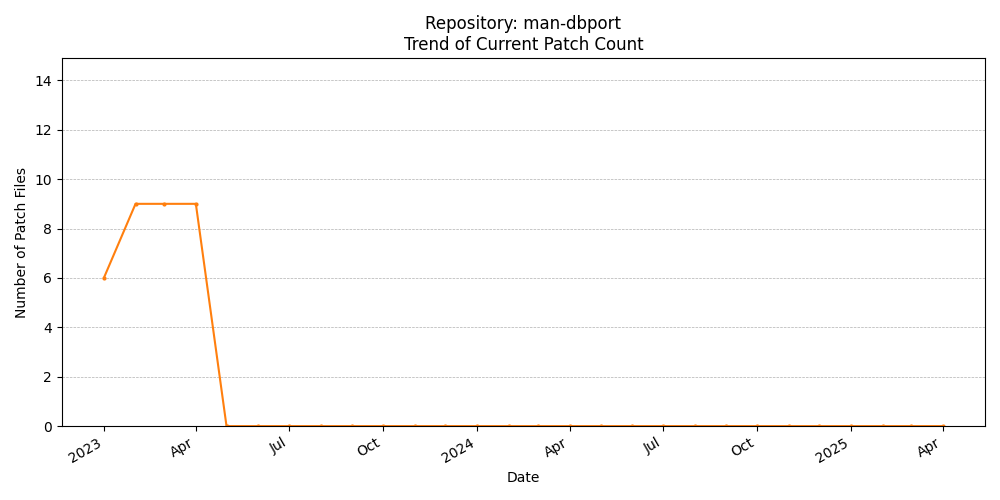 Repository: man-dbport
Trend of Current Patch Count
14
12
10
8
6
4
2
0
Number of Patch Files
2023
Apr
Jul
Oct
2024
Apr
Jul
Oct
2025
Apr
Date